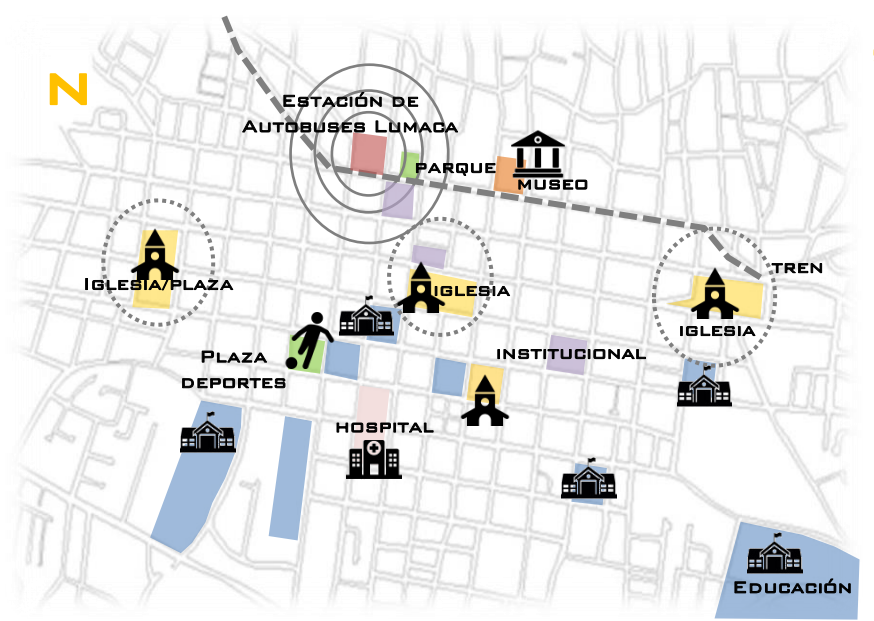 N
ESTACIÓN DE
AUTOBUSES LUMACA
PARQUE
MUSEO
TREN
IGLESIA/PLAZA
IGLESIA
IGLESIA
INSTITUCIONAL
PLAZA
DEPORTES
HOSPITAL
EDUCACIÓN